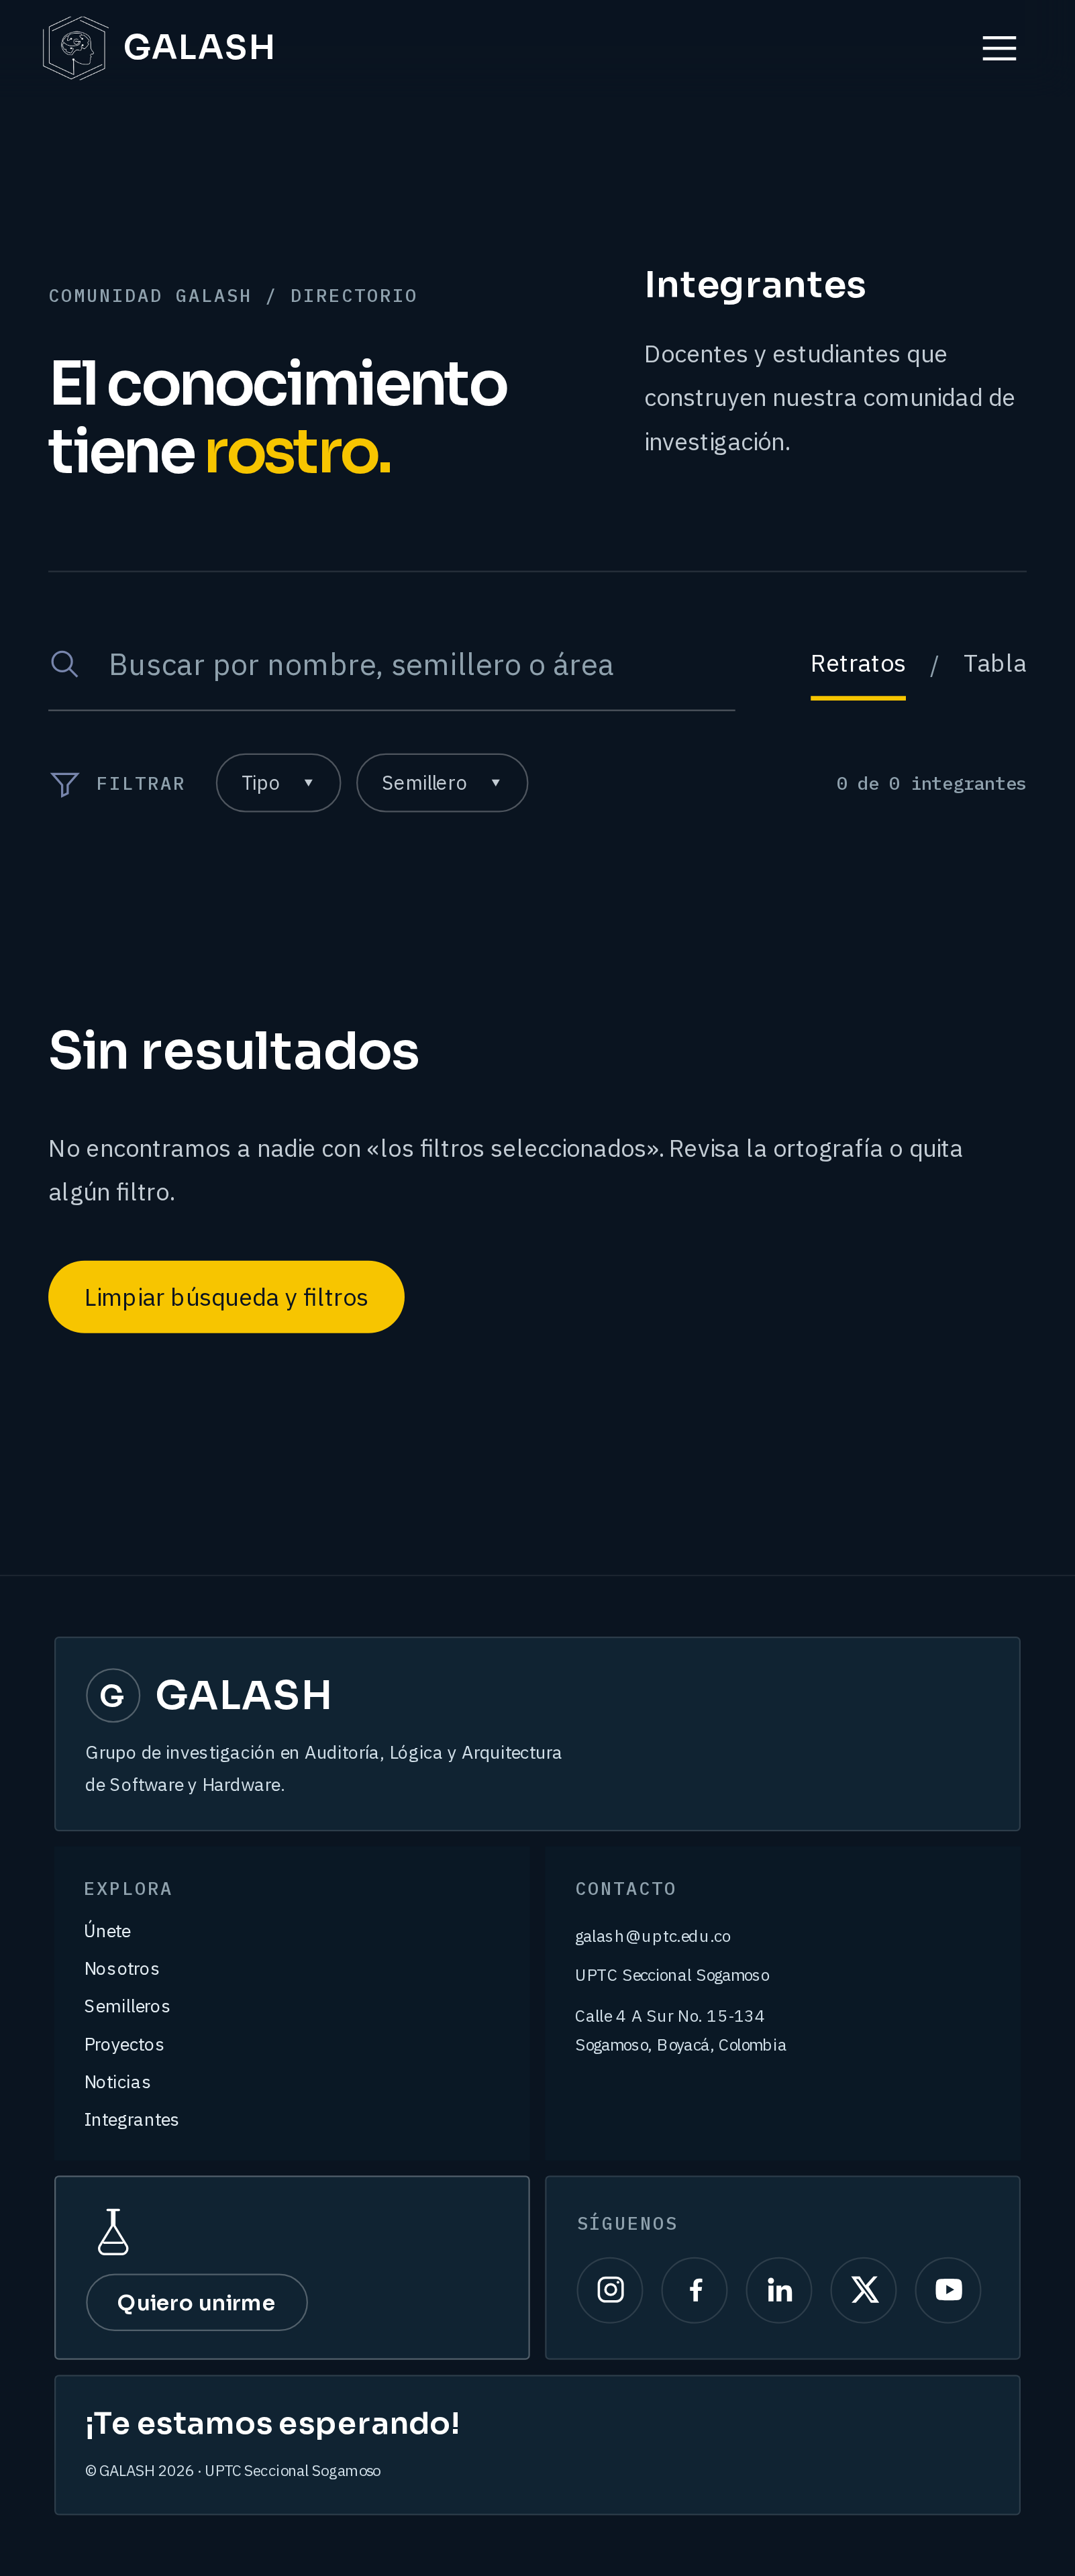 GALASH
COMUNIDAD GALASH / DIRECTORIO
El conocimiento
tiene rostro.
Integrantes
Docentes y estudiantes que
construyen nuestra comunidad de
investigación.
Buscar por nombre, semillero o área
Retratos / Tabla
FILTRAR
Tipo
Semillero
0 de 0 integrantes
Sin resultados
No encontramos a nadie con «los filtros seleccionados». Revisa la ortografía o quita
algún filtro.
Limpiar búsqueda y filtros
G GALASH
Grupo de investigación en Auditoría, Lógica y Arquitectura
de Software y Hardware.
EXPLORA
Únete
Nosotros
Semilleros
Proyectos
Noticias
Integrantes
CONTACTO
galash@uptc.edu.co
UPTC Seccional Sogamoso
Calle 4 A Sur No. 15-134
Sogamoso, Boyacá, Colombia
Quiero unirme
SÍGUENOS
¡Te estamos esperando!
© GALASH 2026 · UPTC Seccional Sogamoso